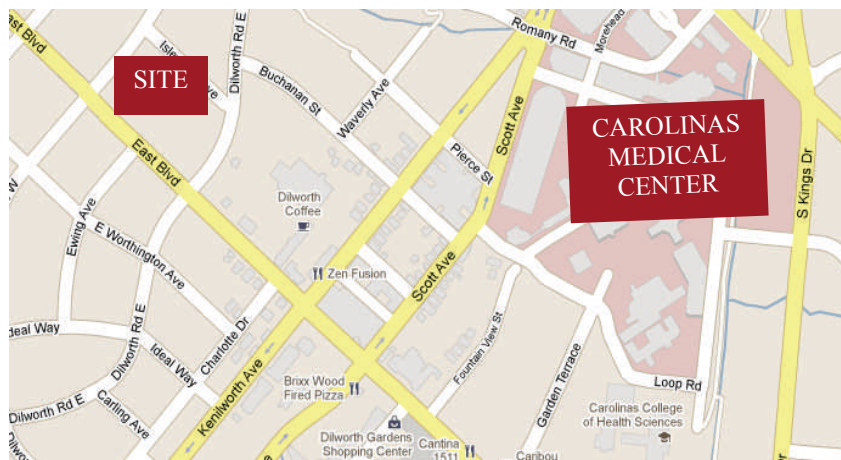 East Blvd
Dilworth Rd E
Romany Rd
Morehead
SITE
Buchanan St
Waverly Ave
Scott Ave
CAROLINAS
MEDICAL
CENTER
East Blvd
Pierce St
S Kings Dr
Dilworth
Coffee
Ewing Ave
E Worthington Ave
Zen Fusion
Scott Ave
Dilworth Rd E
Charlotte Dr
Ideal Way
Fountain View St
Kenilworth Ave
Brixx Wood
Fired Pizza
Garden Terrace
Loop Rd
Dilworth Rd E
Carling Ave
Carolinas College
of Health Sciences
Dilworth Gardens
Shopping Center
Cantina
1511
Caribou